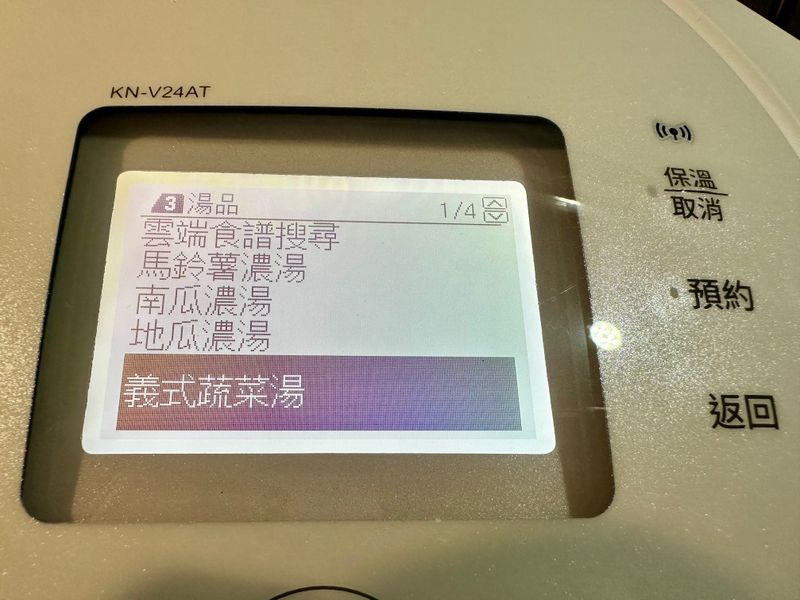 KN-V24AT
3 湯品 1/4
雲端食譜搜尋
馬鈴薯濃湯
南瓜濃湯
地瓜濃湯
義式蔬菜湯
保溫
取消
預約
返回